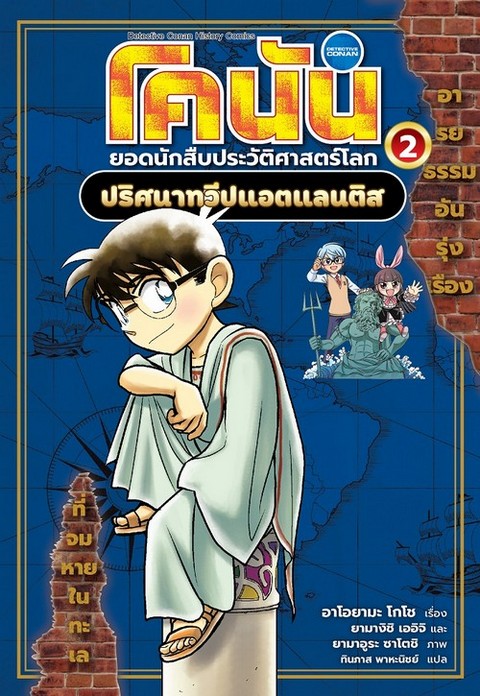 Detective Conan History Comics
DETECTIVE
CONAN
โคนัน
ยอดนักสืบประวัติศาสตร์โลก
2
ปริศนาทวีปแอตแลนติส
อา
รย
ธรรม
อัน
รุ่ง
เรือง
ที่
จม
หาย
ใน
ทะ
เล
อาโอยามะ โกโช เรื่อง
ยามางิชิ เออิจิ และ
ยามาอุระ ซาโตชิ ภาพ
ทินภาส พาหะนิชย์ แปล